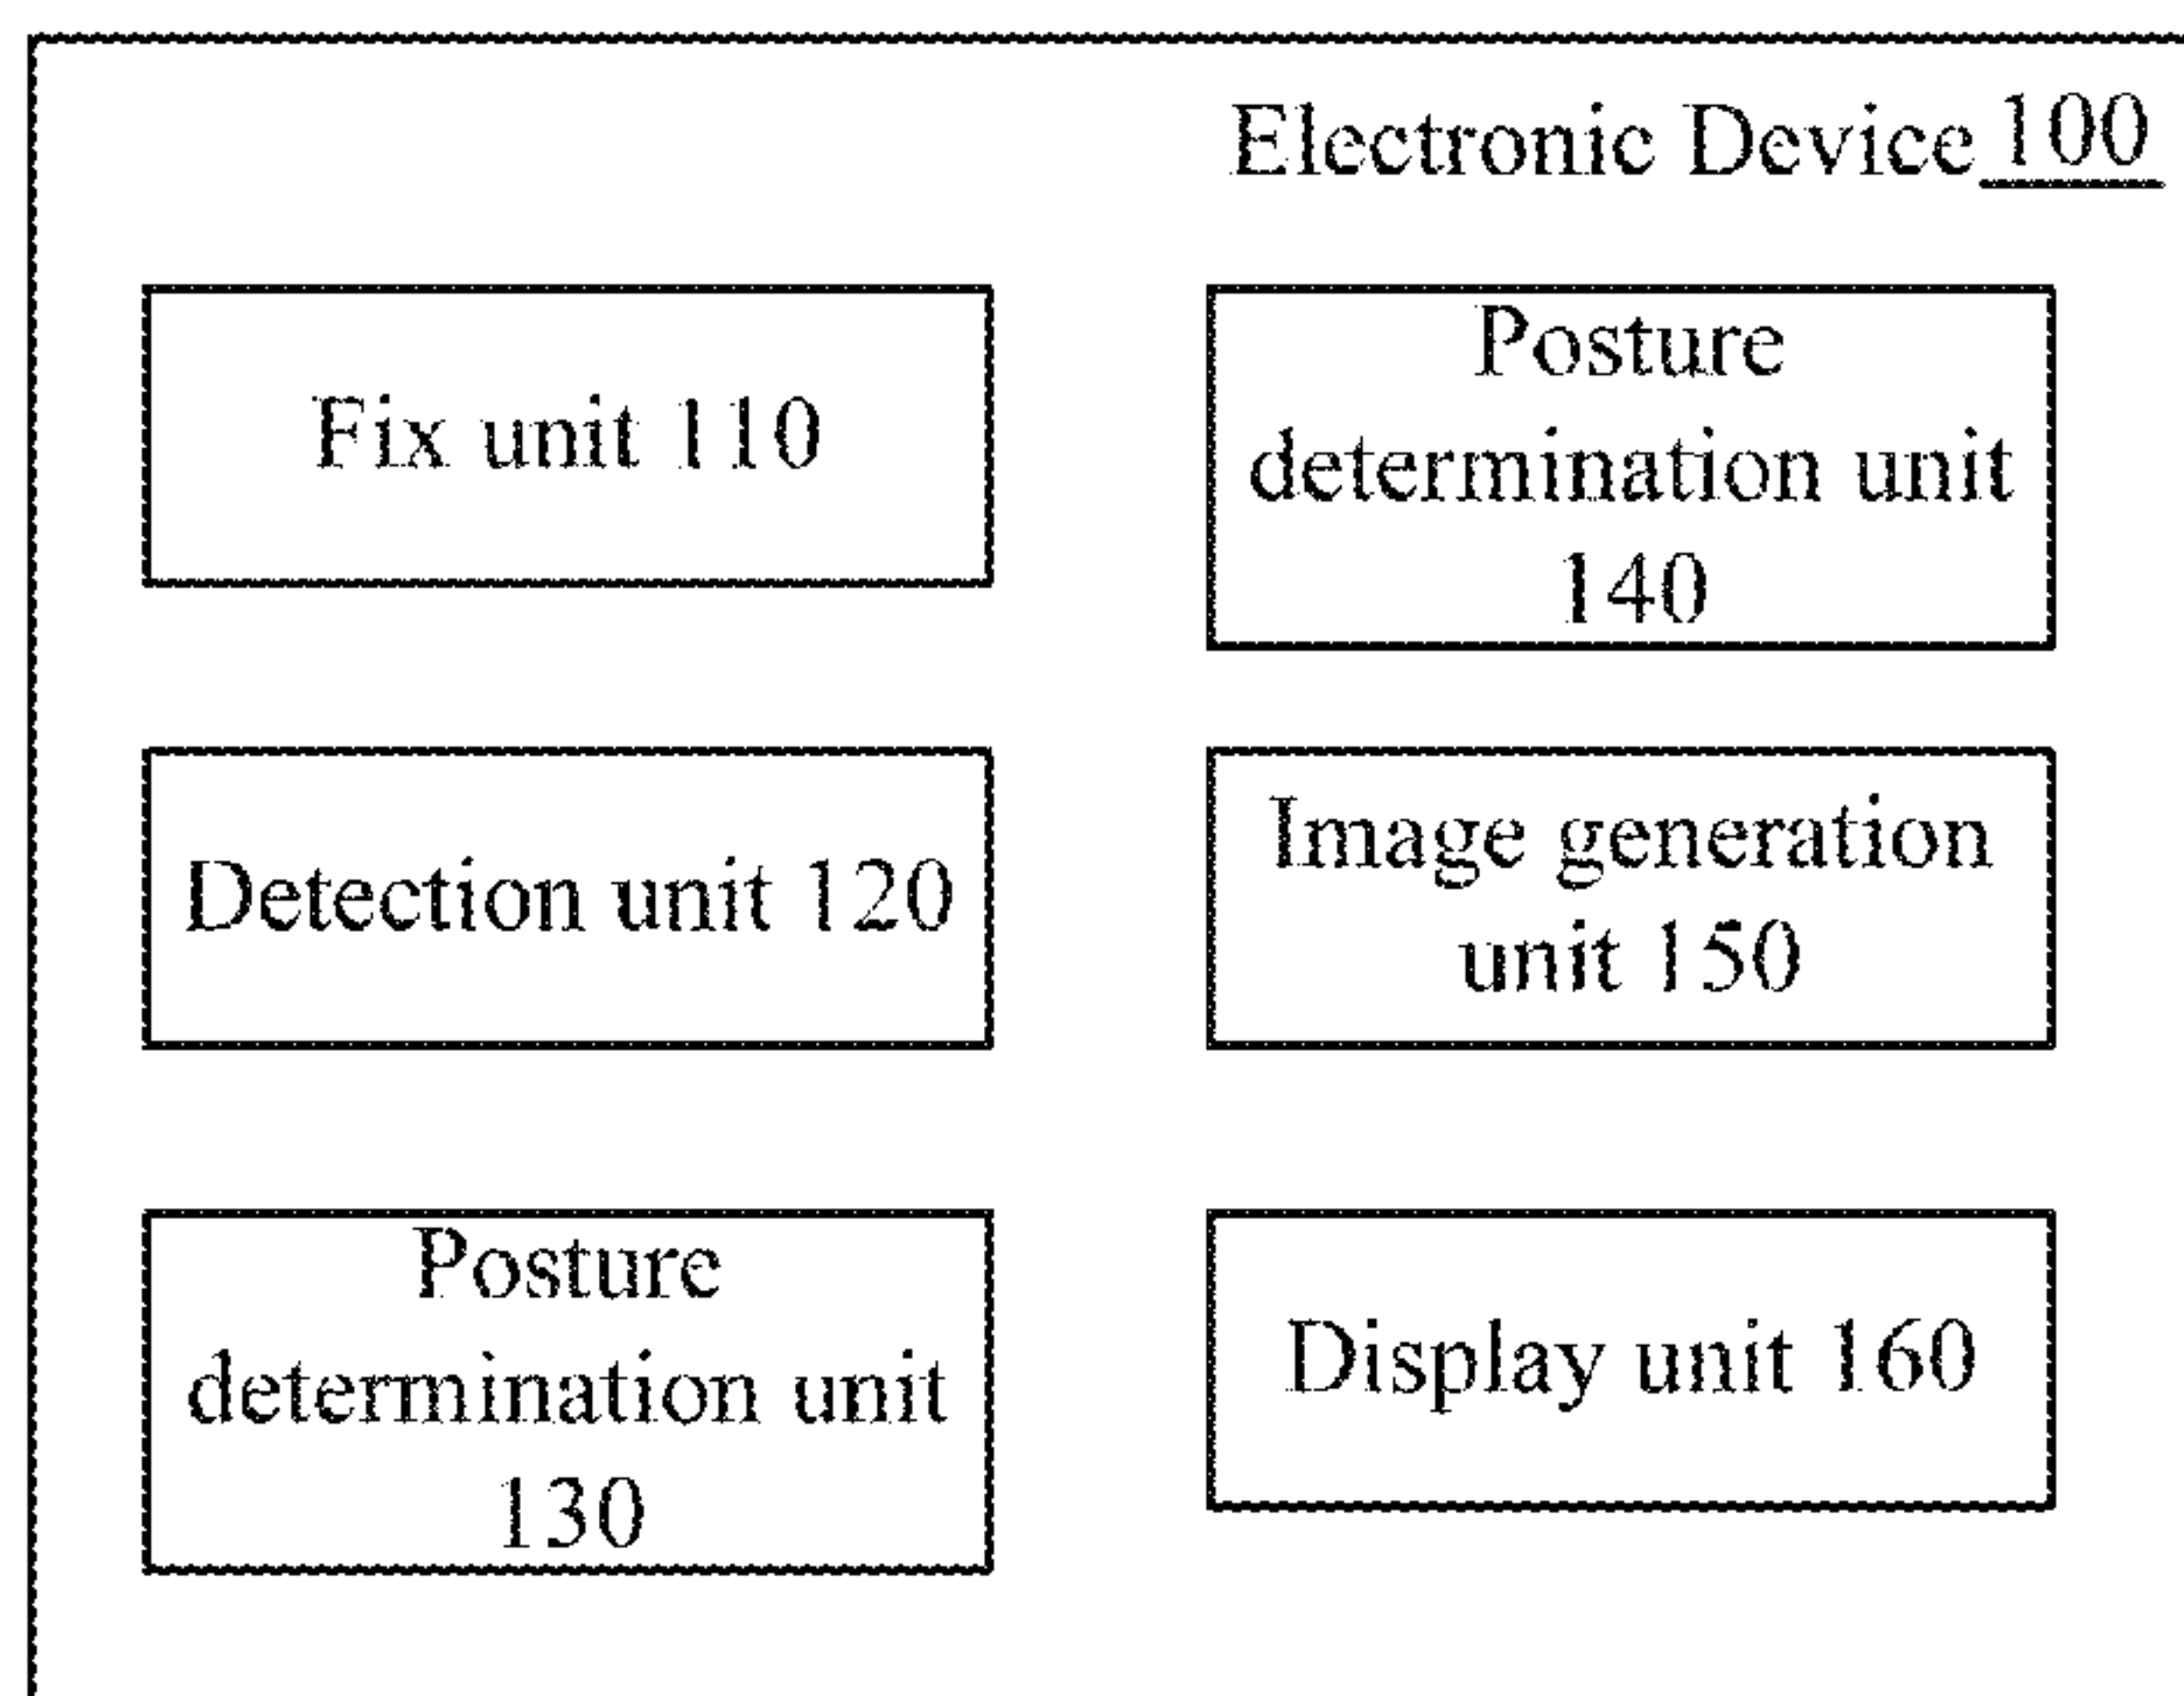 Electronic Device 100
Fix unit 110
Detection unit 120
Posture
determination unit
130
Posture
determination unit
140
Image generation
unit 150
Display unit 160